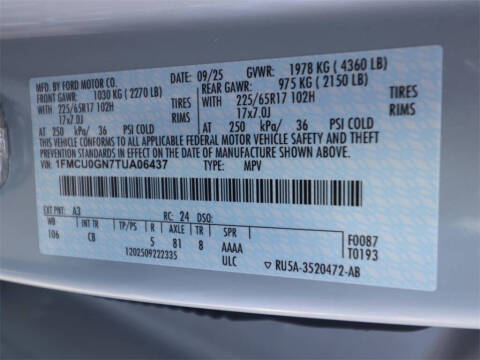 MFD. BY FORD MOTOR CO.
09/25 GVWR: 1978 KG ( 4360 LB)
FRONT GAWR: 1030 KG ( 2270 LB) REAR GAWR: 975 KG ( 2150 LB)
WITH 225/65R17 102H TIRES WITH 225/65R17 102H TIRES
17x7.0J RIMS 17x7.0J RIMS
AT 250 kPa/ 36 PSI COLD AT 250 kPa/ 36 PSI COLD
THIS VEHICLE CONFORMS TO ALL APPLICABLE FEDERAL MOTOR VEHICLE SAFETY AND BUMPER
AND THEFT PREVENTION STANDARDS IN EFFECT ON THE DATE OF MANUFACTURE SHOWN ABOVE.
VIN: 1FMCU0GN7TUA06437 TYPE: MPV
EXT PNT: A3 RC: 24 DSO:
WB INT TR TP/PS R AXLE TR SPR F0087
106 CB 5 81 8 AAAA T0193
1202509222335 ULC RU5A-3520472-AB